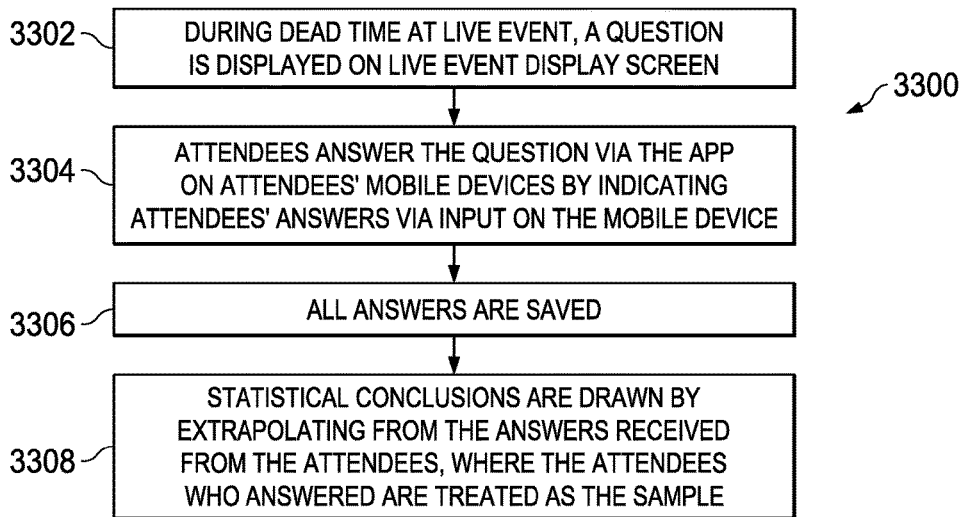 3302
DURING DEAD TIME AT LIVE EVENT, A QUESTION
IS DISPLAYED ON LIVE EVENT DISPLAY SCREEN
3300
3304
ATTENDEES ANSWER THE QUESTION VIA THE APP
ON ATTENDEES' MOBILE DEVICES BY INDICATING
ATTENDEES' ANSWERS VIA INPUT ON THE MOBILE DEVICE
3306
ALL ANSWERS ARE SAVED
3308
STATISTICAL CONCLUSIONS ARE DRAWN BY
EXTRAPOLATING FROM THE ANSWERS RECEIVED
FROM THE ATTENDEES, WHERE THE ATTENDEES
WHO ANSWERED ARE TREATED AS THE SAMPLE